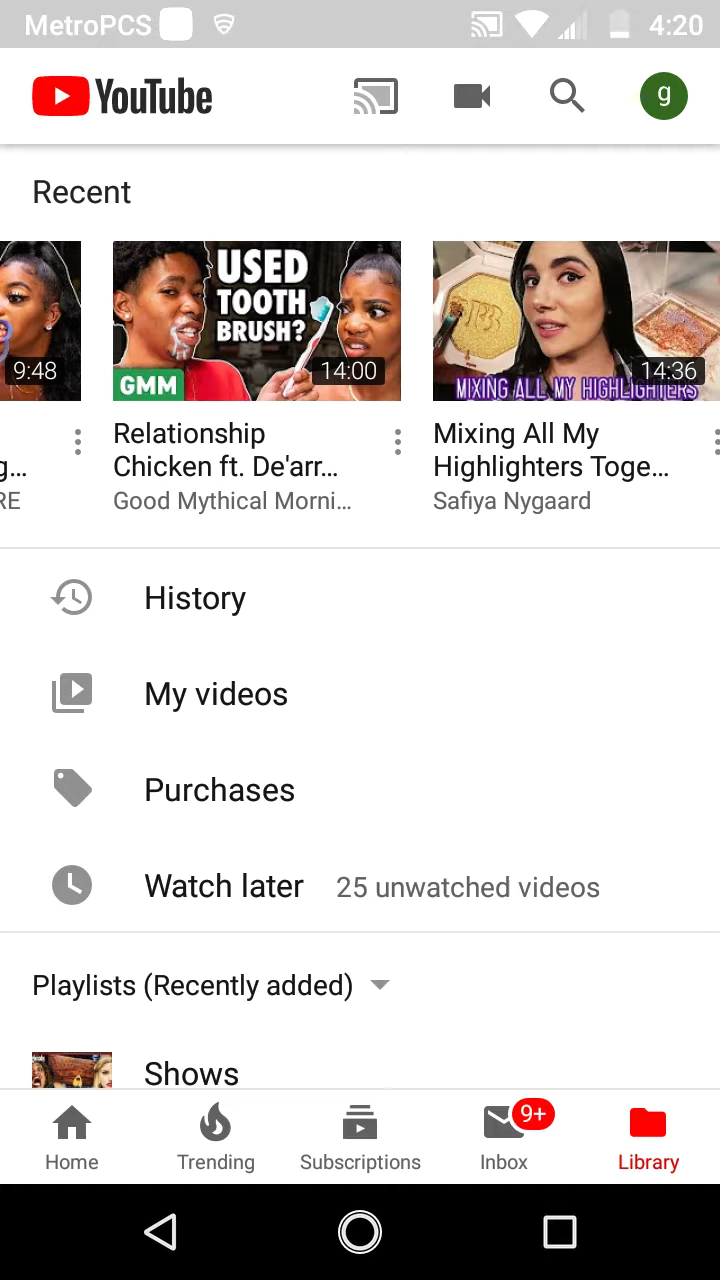 MetroPCS 4:20
YouTube
g
Recent
9:48
USED
TOOTH
BRUSH?
GMM
14:00
14:36
MIXING ALL MY HIGHLIGHTERS
g...
RE
Relationship
Chicken ft. De'arr...
Good Mythical Morni...
Mixing All My
Highlighters Toge...
Safiya Nygaard
History
My videos
Purchases
Watch later 25 unwatched videos
Playlists (Recently added)
Shows
9+
Home Trending Subscriptions Inbox Library